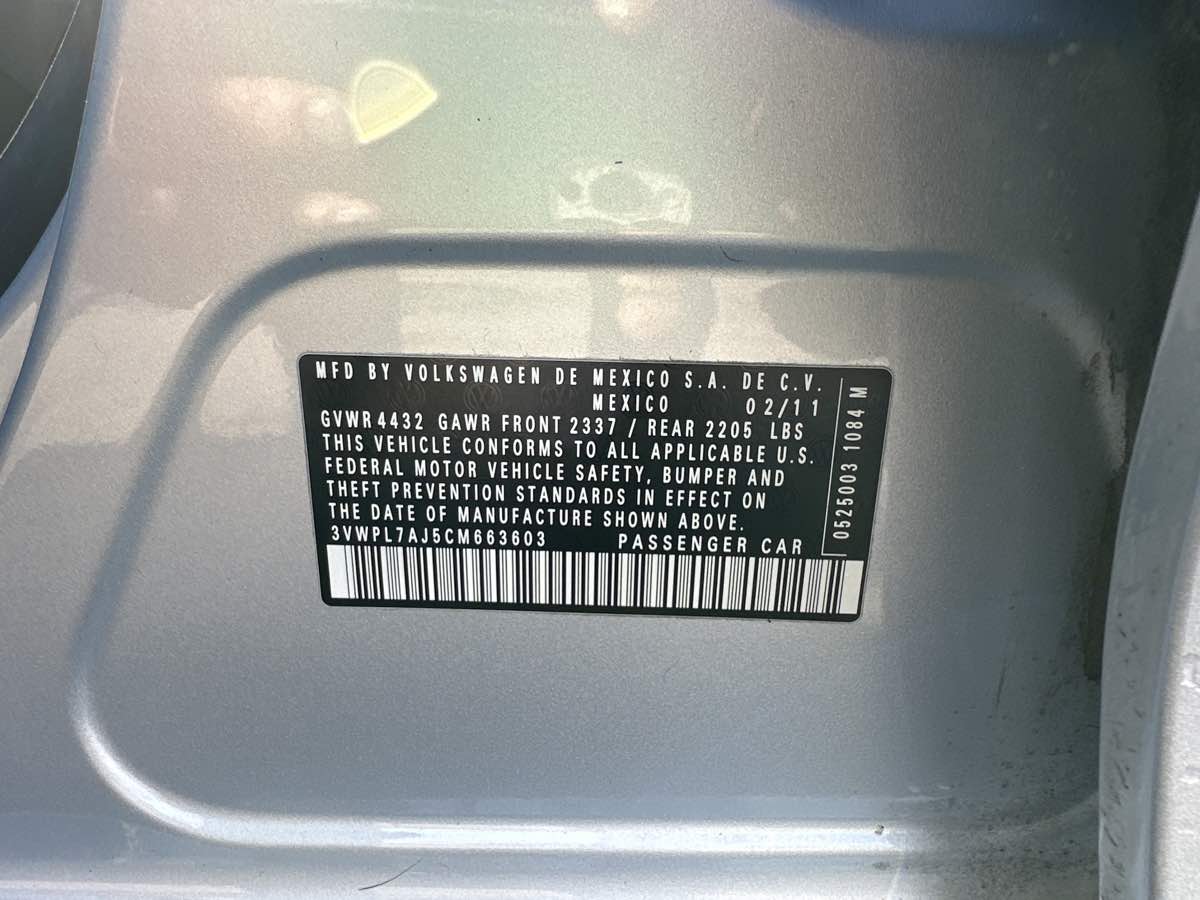 MFD BY VOLKSWAGEN DE MEXICO S.A. DE C.V.
MEXICO 02/11
GVWR 4432 GAWR FRONT 2337 / REAR 2205 LBS
THIS VEHICLE CONFORMS TO ALL APPLICABLE U.S.
FEDERAL MOTOR VEHICLE SAFETY, BUMPER AND
THEFT PREVENTION STANDARDS IN EFFECT ON
THE DATE OF MANUFACTURE SHOWN ABOVE.
3VWPL7AJ5CM663603 PASSENGER CAR
0525003 1084 M